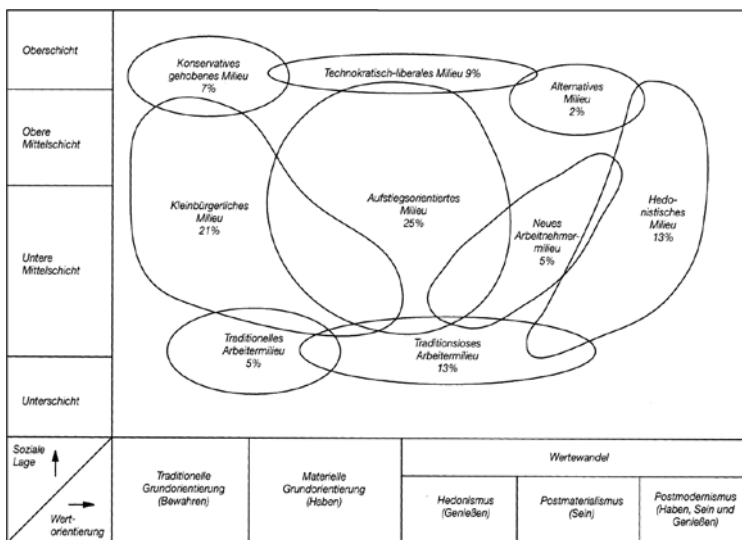 Oberschicht
Obere
Mittelschicht
Untere
Mittelschicht
Unterschicht
Konservatives
gehobenes Milieu
7%
Technokratisch-liberales Milieu 9%
Alternatives
Milieu
2%
Kleinbürgerliches
Milieu
21%
Aufstiegsorientiertes
Milieu
25%
Neues
Arbeitnehmer-
milieu
5%
Hedo-
nistisches
Milieu
13%
Traditionelles
Arbeitermilieu
5%
Traditionsloses
Arbeitermilieu
13%
Soziale
Lage
Wert-
orientierung
Traditionelle
Grundorientierung
(Bewahren)
Materielle
Grundorientierung
(Haben)
Wertewandel
Hedonismus
(Genießen)
Postmaterialismus
(Sein)
Postmodernismus
(Haben, Sein und
Genießen)